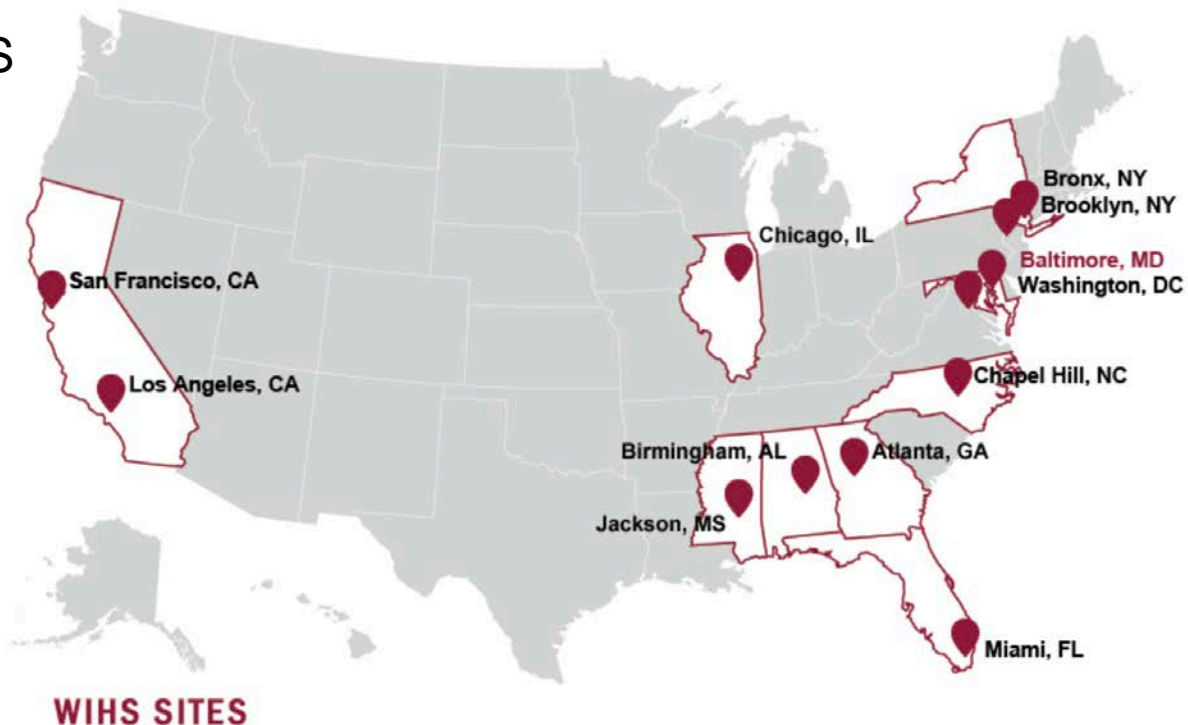 S
Bronx, NY
Brooklyn, NY
Chicago, IL
Baltimore, MD
San Francisco, CA
Washington, DC
Chapel Hill, NC
Los Angeles, CA
Birmingham, AL
Atlanta, GA
Jackson, MS
Miami, FL
WIHS SITES